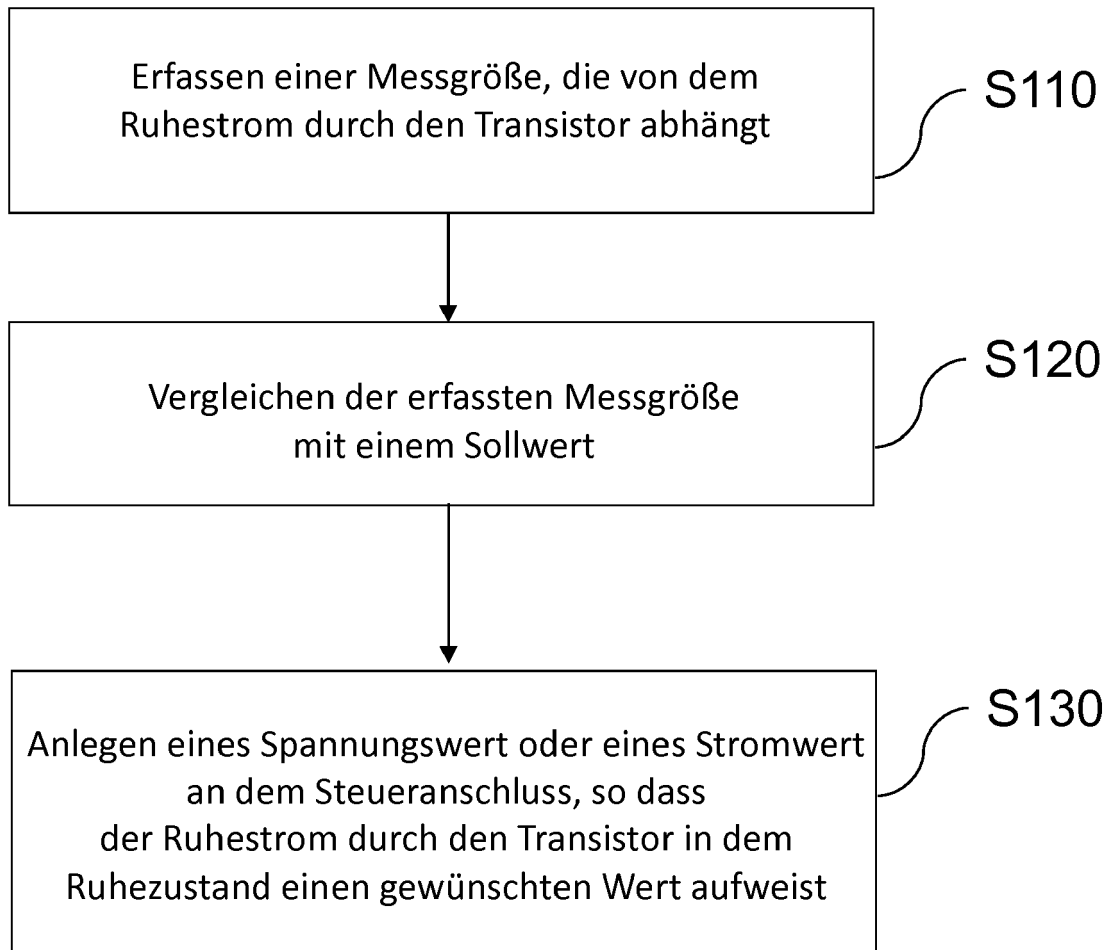 Erfassen einer Messgröße, die von dem
Ruhestrom durch den Transistor abhängt
S110
Vergleichen der erfassten Messgröße
mit einem Sollwert
S120
Anlegen eines Spannungswert oder eines Stromwert
an dem Steueranschluss, so dass
der Ruhestrom durch den Transistor in dem
Ruhezustand einen gewünschten Wert aufweist
S130